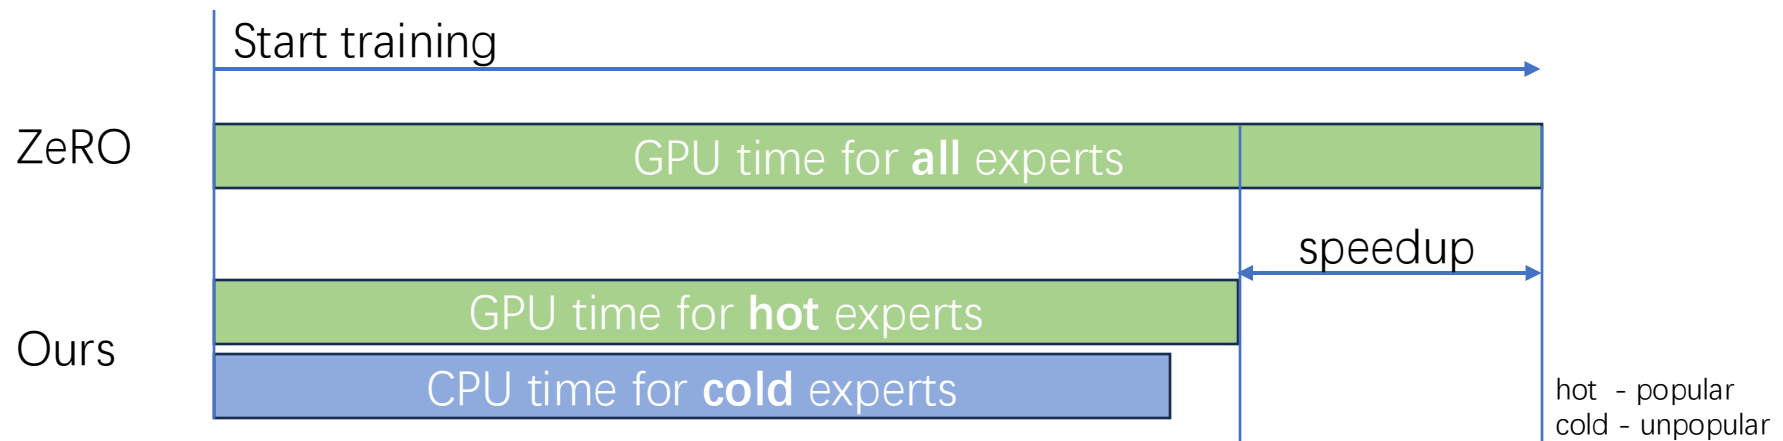 Start training
ZeRO
GPU time for all experts
speedup
Ours
GPU time for hot experts
CPU time for cold experts
hot - popular
cold - unpopular